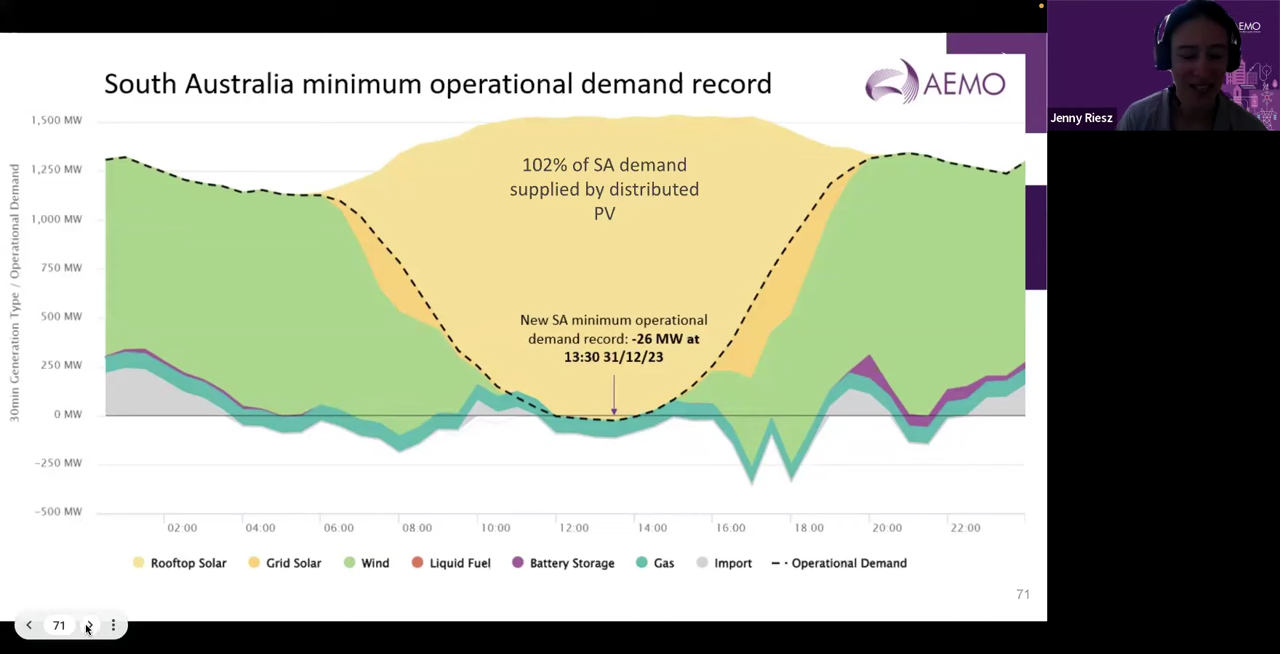 South Australia minimum operational demand record
AEMO
AEMO
Jenny Riesz
30min Generation Type / Operational Demand
1,500 MW
1,250 MW
1,000 MW
750 MW
500 MW
250 MW
0 MW
−250 MW
−500 MW
102% of SA demand
supplied by distributed
PV
New SA minimum operational
demand record: -26 MW at
13:30 31/12/23
02:00 04:00 06:00 08:00 10:00 12:00 14:00 16:00 18:00 20:00 22:00
Rooftop Solar Grid Solar Wind Liquid Fuel Battery Storage Gas Import Operational Demand
71
71